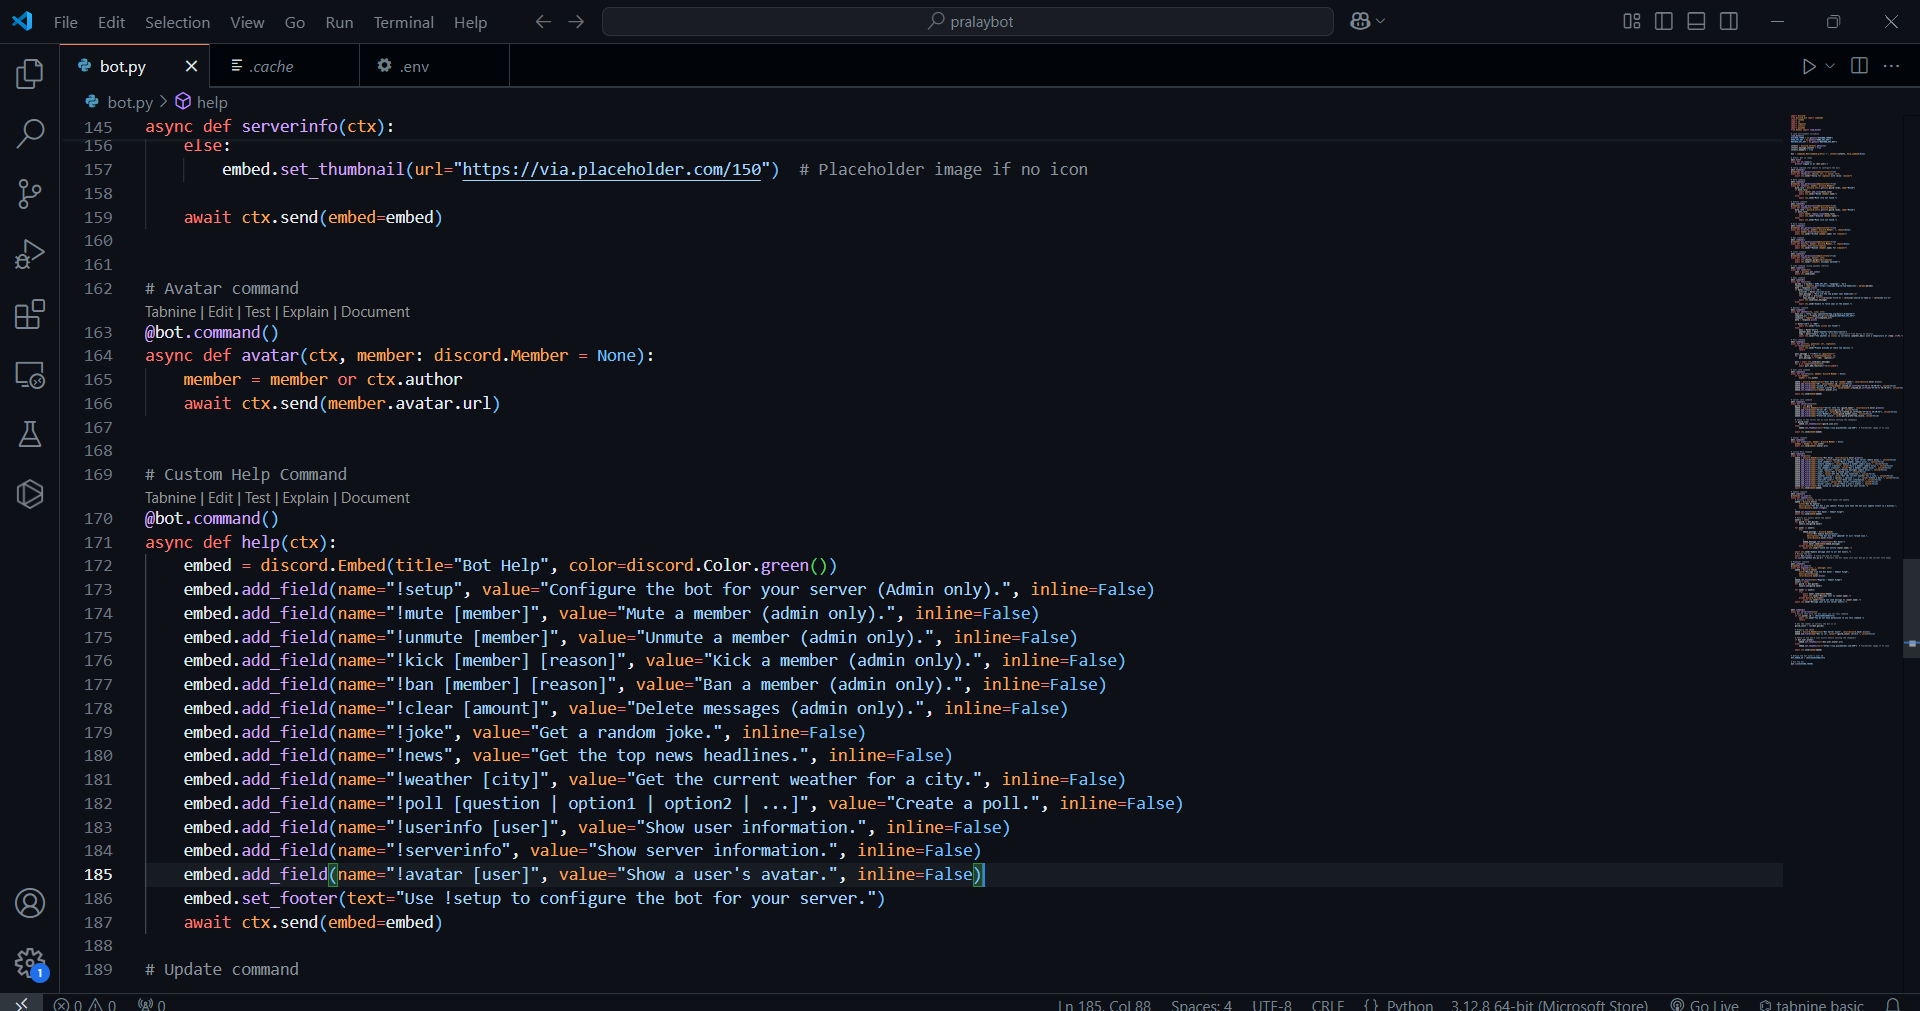 File Edit Selection View Go Run Terminal Help
pralaybot
bot.py
.cache
.env
bot.py > help
145 async def serverinfo(ctx):
156 else:
157 embed.set_thumbnail(url="https://via.placeholder.com/150")  # Placeholder image if no icon
158
159 await ctx.send(embed=embed)
160
161
162 # Avatar command
Tabnine | Edit | Test | Explain | Document
163 @bot.command()
164 async def avatar(ctx, member: discord.Member = None):
165 member = member or ctx.author
166 await ctx.send(member.avatar.url)
167
168
169 # Custom Help Command
Tabnine | Edit | Test | Explain | Document
170 @bot.command()
171 async def help(ctx):
172 embed = discord.Embed(title="Bot Help", color=discord.Color.green())
173 embed.add_field(name="!setup", value="Configure the bot for your server (Admin only).", inline=False)
174 embed.add_field(name="!mute [member]", value="Mute a member (admin only).", inline=False)
175 embed.add_field(name="!unmute [member]", value="Unmute a member (admin only).", inline=False)
176 embed.add_field(name="!kick [member] [reason]", value="Kick a member (admin only).", inline=False)
177 embed.add_field(name="!ban [member] [reason]", value="Ban a member (admin only).", inline=False)
178 embed.add_field(name="!clear [amount]", value="Delete messages (admin only).", inline=False)
179 embed.add_field(name="!joke", value="Get a random joke.", inline=False)
180 embed.add_field(name="!news", value="Get the top news headlines.", inline=False)
181 embed.add_field(name="!weather [city]", value="Get the current weather for a city.", inline=False)
182 embed.add_field(name="!poll [question | option1 | option2 | ...]", value="Create a poll.", inline=False)
183 embed.add_field(name="!userinfo [user]", value="Show user information.", inline=False)
184 embed.add_field(name="!serverinfo", value="Show server information.", inline=False)
185 embed.add_field(name="!avatar [user]", value="Show a user's avatar.", inline=False)
186 embed.set_footer(text="Use !setup to configure the bot for your server.")
187 await ctx.send(embed=embed)
188
189 # Update command
1
0 0 0 Ln 185, Col 88 Spaces: 4 UTF-8 CRLF {} Python 3.12.8 64-bit (Microsoft Store) Go Live tabnine basic